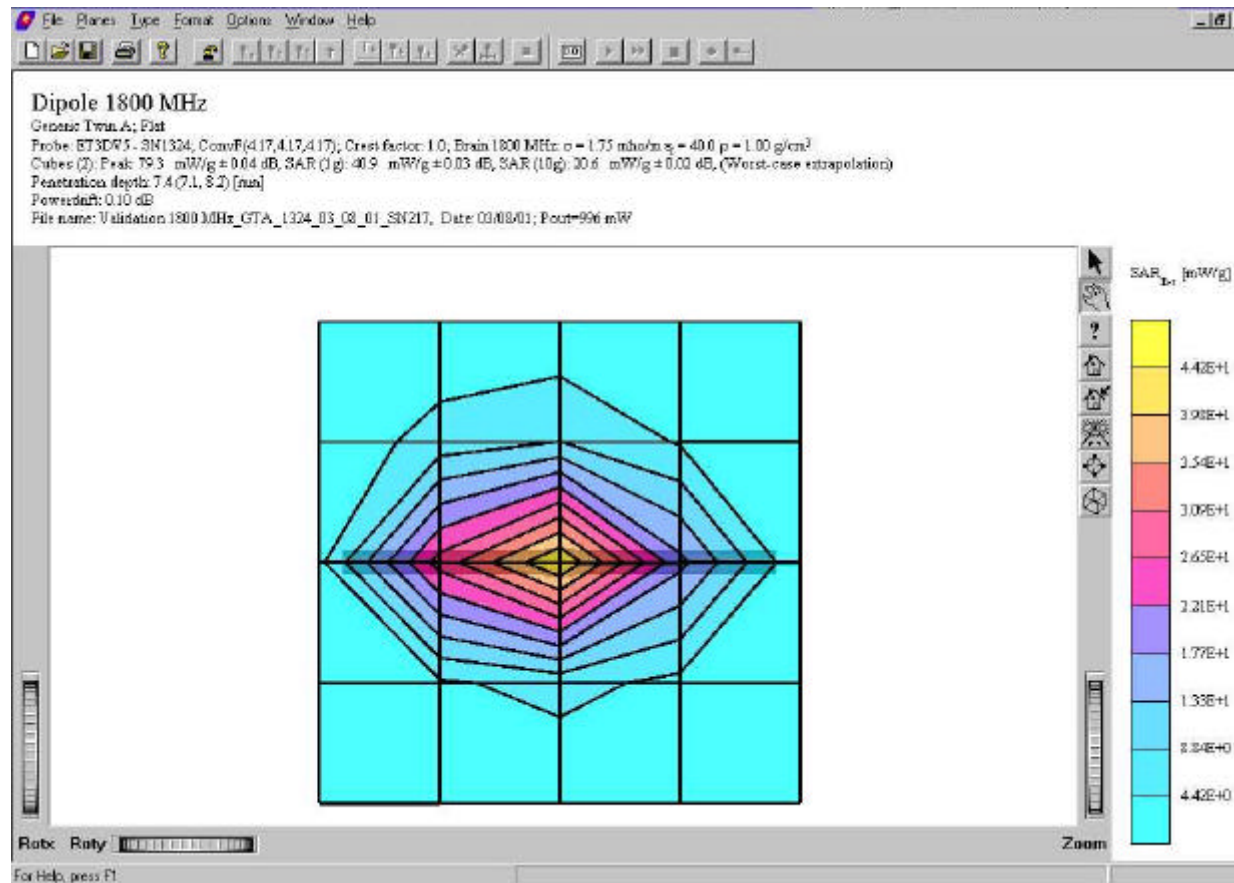 File Planes Type Format Options Window Help
Dipole 1800 MHz
Generic Twin A; Flat
Probe: ET3DV5 - SN1324; ConvF(4.17,4.17,4.17); Crest factor: 1.0; Brain 1800 MHz: σ = 1.75 mho/m = 40.0 ρ = 1.00 g/cm³
Cubes (2): Peak: 79.3 mW/g ± 0.04 dB, SAR (1g): 40.9 mW/g ± 0.03 dB, SAR (10g): 20.6 mW/g ± 0.02 dB, (Worst-case extrapolation)
Penetration depth: 7.4 (7.1, 8.2) [mm]
Powerdrift: 0.10 dB
File name: Validation 1800 MHz_GTA_1324_03_08_01_SN217, Date: 03/08/01; Pout=996 mW
SAR [mW/g]
4.42E+1
3.98E+1
3.54E+1
3.09E+1
2.65E+1
2.21E+1
1.77E+1
1.33E+1
8.84E+0
4.42E+0
Rotx Roty Zoom
For Help, press F1